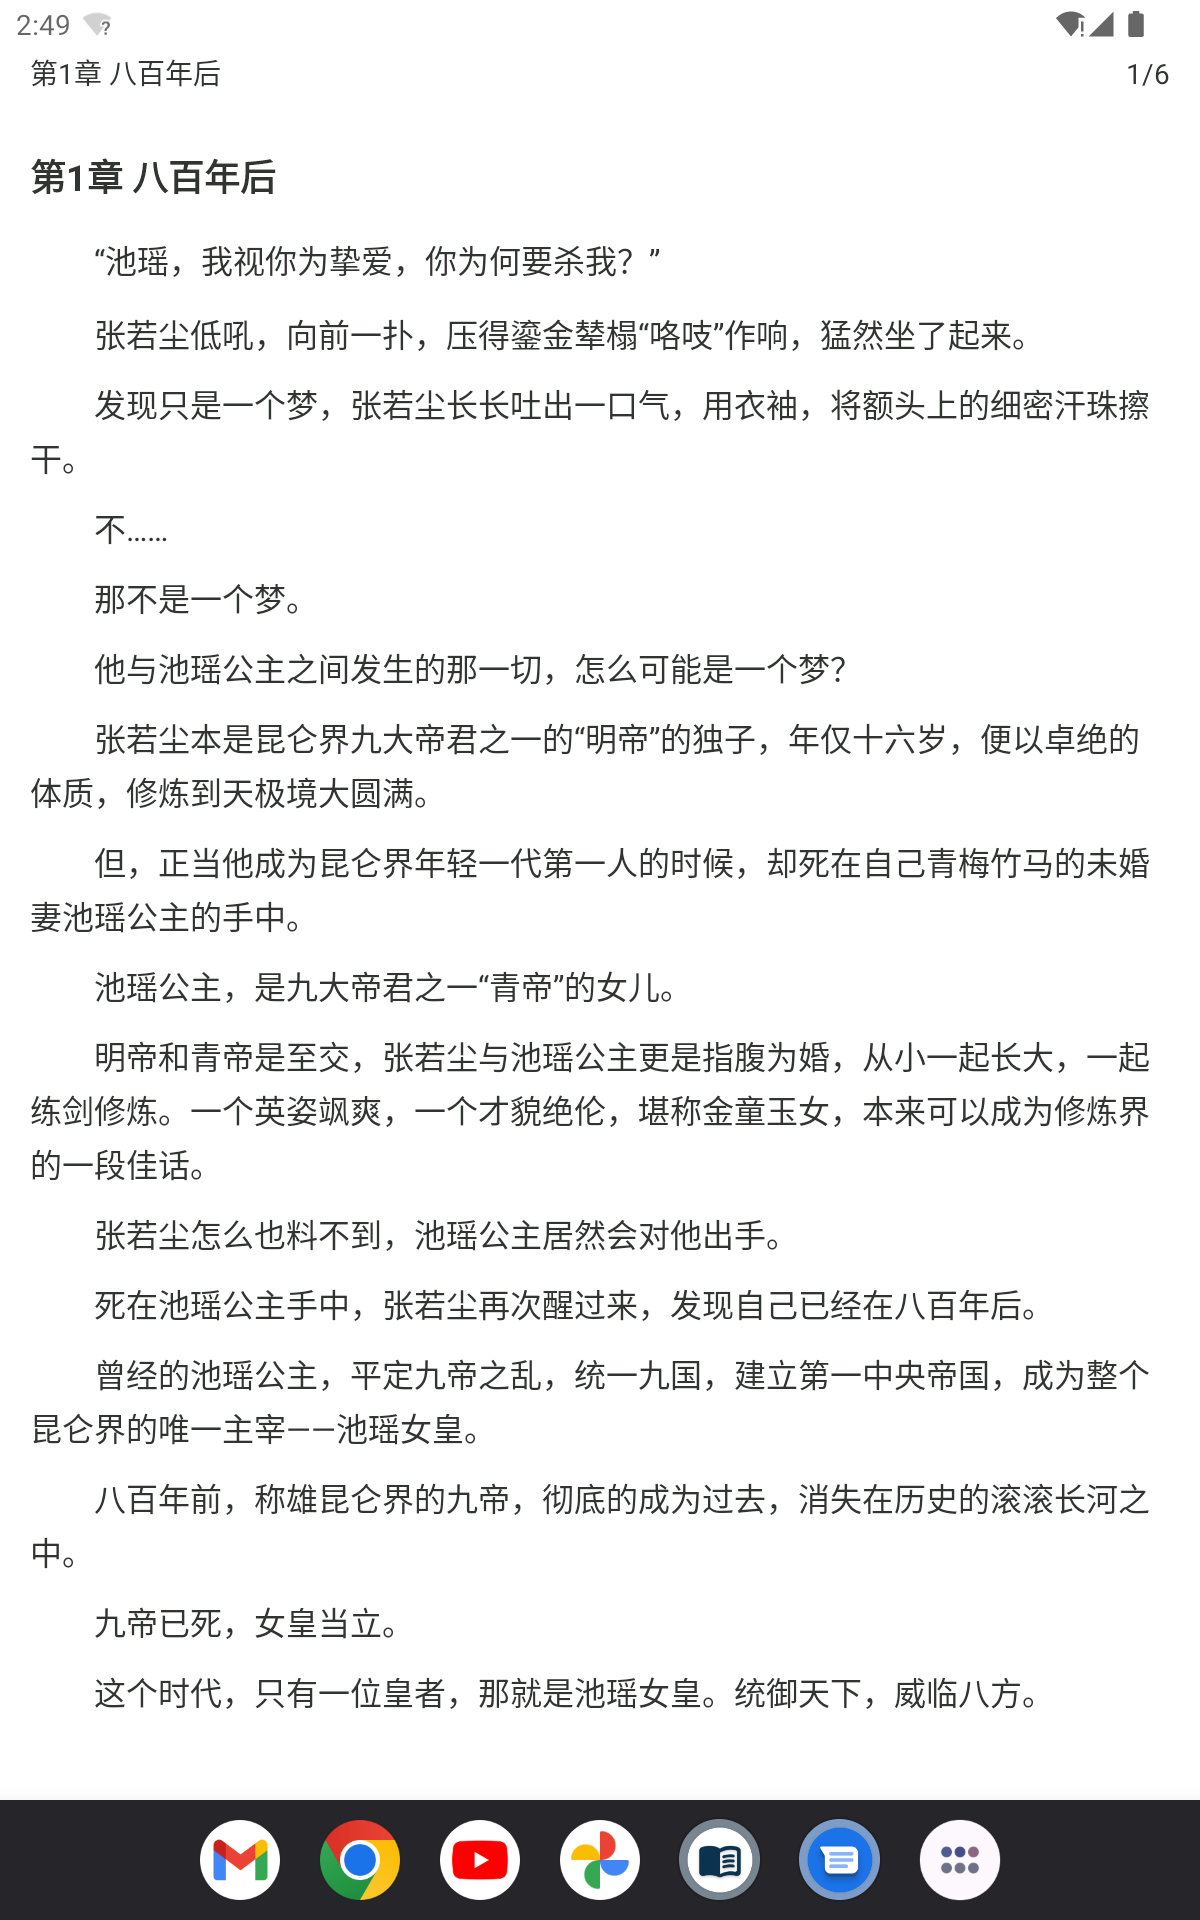 2:49
第1章 八百年后
1/6
第1章 八百年后
“池瑶，我视你为挚爱，你为何要杀我？”
张若尘低吼，向前一扑，压得鎏金辇榻“咯吱”作响，猛然坐了起来。
发现只是一个梦，张若尘长长吐出一口气，用衣袖，将额头上的细密汗珠擦
干。
不……
那不是一个梦。
他与池瑶公主之间发生的那一切，怎么可能是一个梦？
张若尘本是昆仑界九大帝君之一的“明帝”的独子，年仅十六岁，便以卓绝的
体质，修炼到天极境大圆满。
但，正当他成为昆仑界年轻一代第一人的时候，却死在自己青梅竹马的未婚
妻池瑶公主的手中。
池瑶公主，是九大帝君之一“青帝”的女儿。
明帝和青帝是至交，张若尘与池瑶公主更是指腹为婚，从小一起长大，一起
练剑修炼。一个英姿飒爽，一个才貌绝伦，堪称金童玉女，本来可以成为修炼界
的一段佳话。
张若尘怎么也料不到，池瑶公主居然会对他出手。
死在池瑶公主手中，张若尘再次醒过来，发现自己已经在八百年后。
曾经的池瑶公主，平定九帝之乱，统一九国，建立第一中央帝国，成为整个
昆仑界的唯一主宰——池瑶女皇。
八百年前，称雄昆仑界的九帝，彻底的成为过去，消失在历史的滚滚长河之
中。
九帝已死，女皇当立。
这个时代，只有一位皇者，那就是池瑶女皇。统御天下，威临八方。